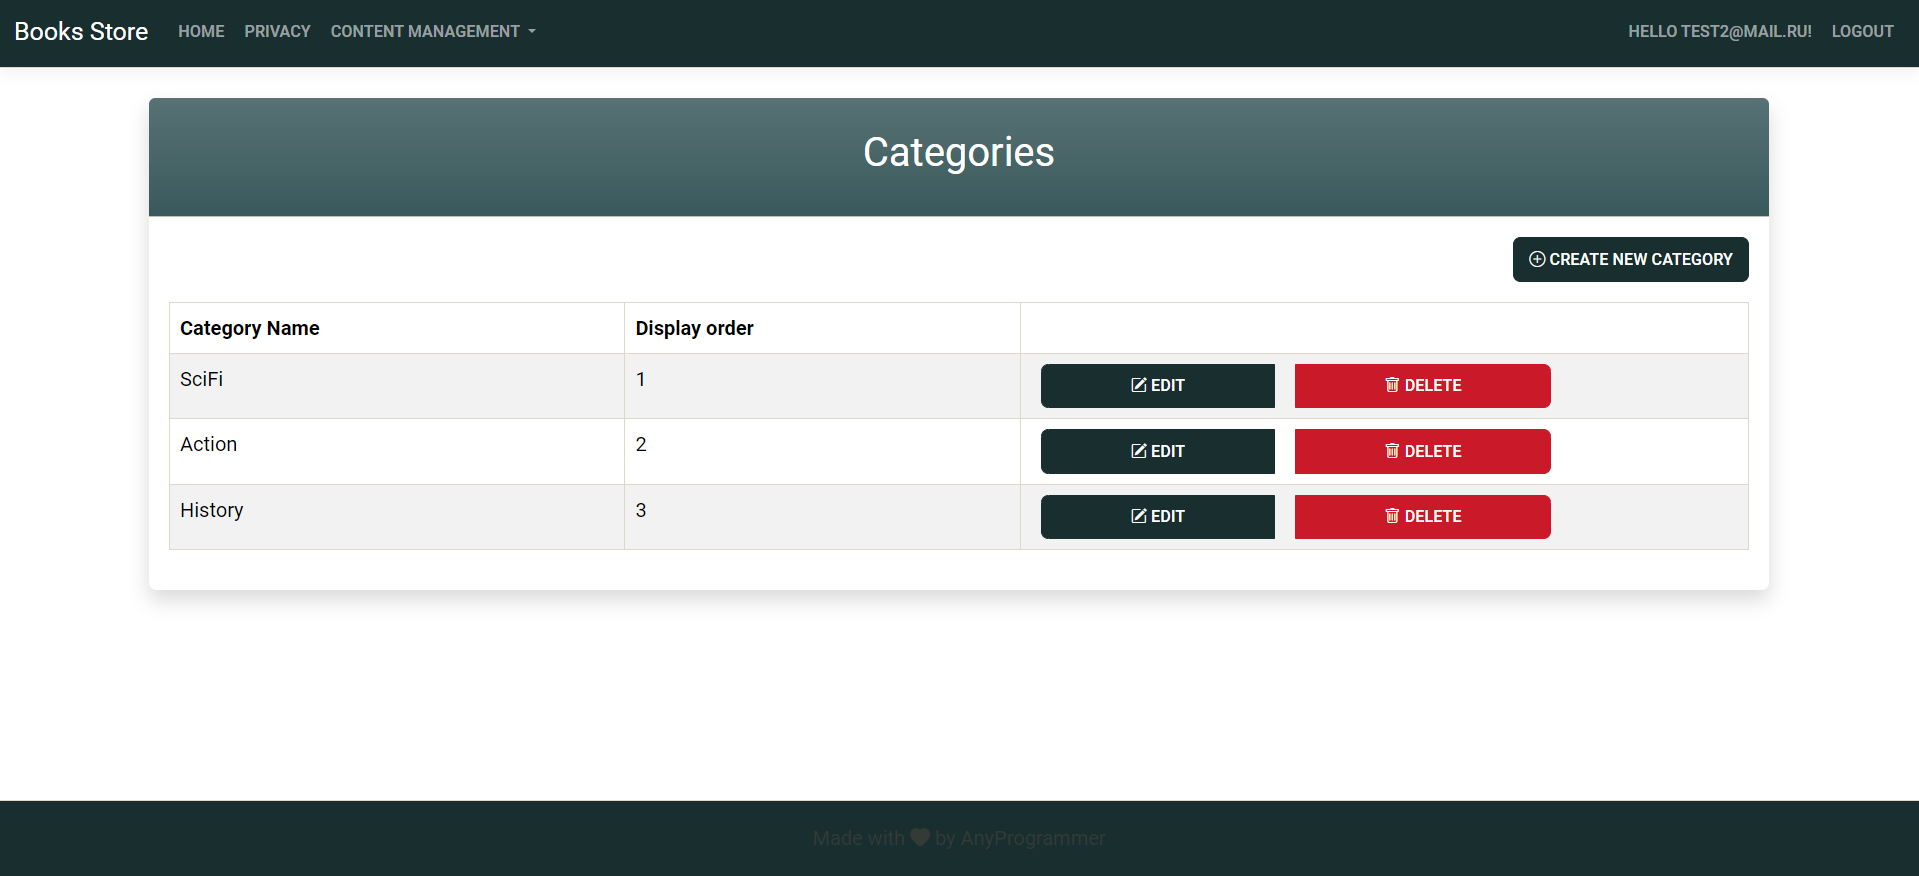 Books Store HOME PRIVACY CONTENT MANAGEMENT HELLO TEST2@MAIL.RU! LOGOUT
Categories
CREATE NEW CATEGORY
Category Name Display order
SciFi 1 EDIT DELETE
Action 2 EDIT DELETE
History 3 EDIT DELETE
Made with by AnyProgrammer